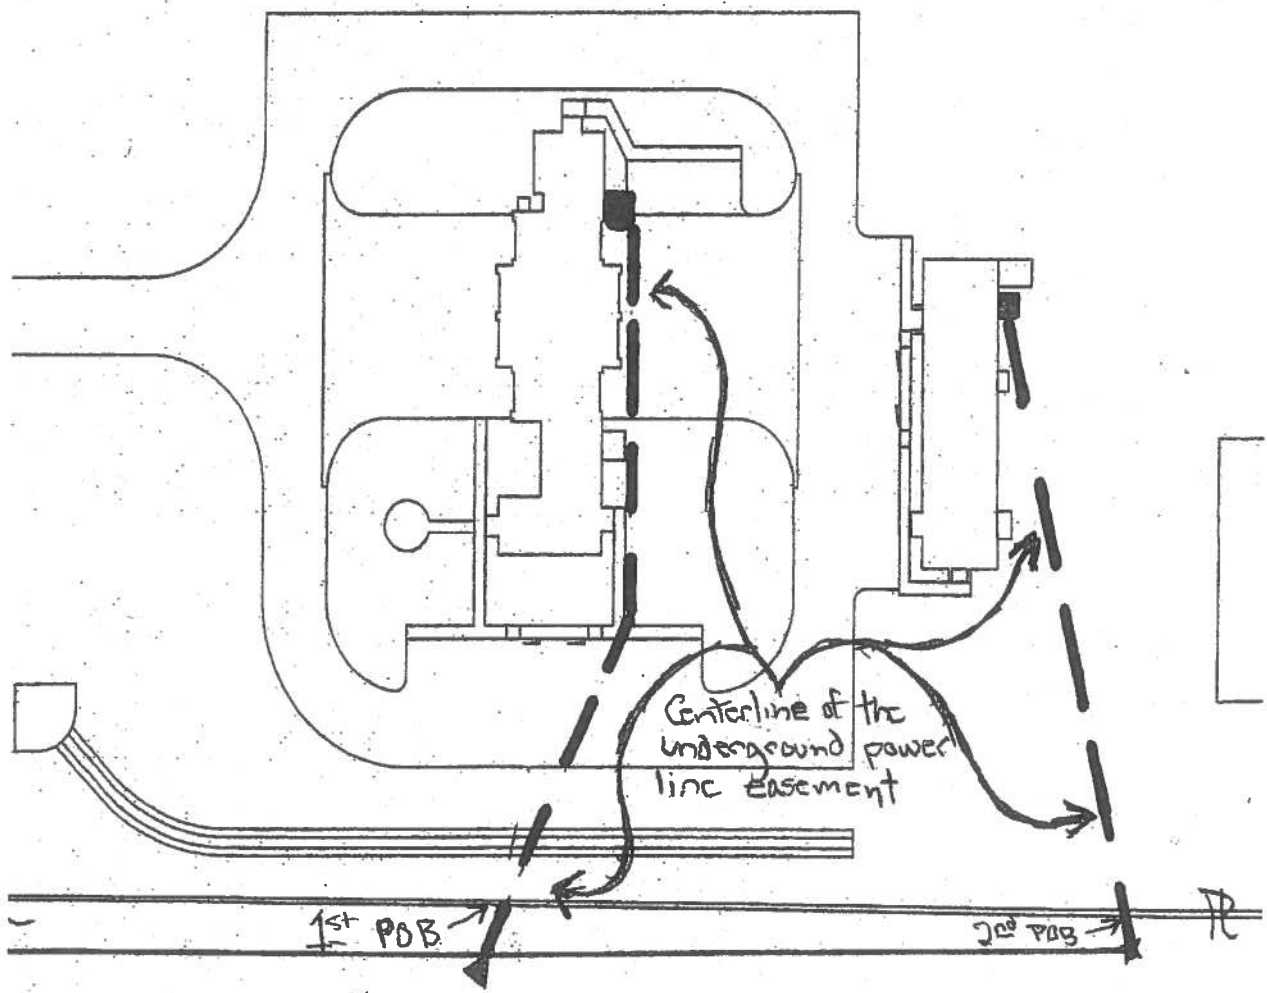 Centerline of the
underground power
line easement
1st POB
2nd POB
PL